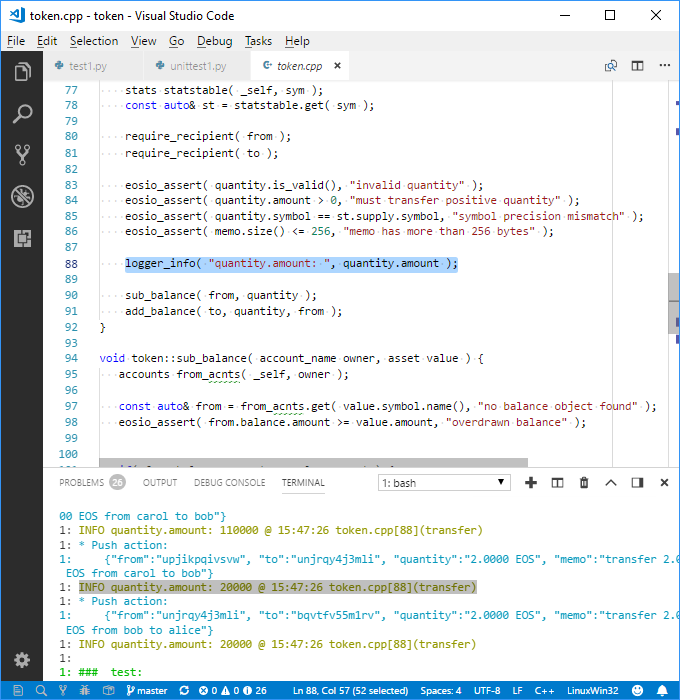 token.cpp - token - Visual Studio Code
File Edit Selection View Go Debug Tasks Help
test1.py unittest1.py token.cpp
77 stats statstable( _self, sym );
78 const auto& st = statstable.get( sym );
79
80 require_recipient( from );
81 require_recipient( to );
82
83 eosio_assert( quantity.is_valid(), "invalid quantity" );
84 eosio_assert( quantity.amount > 0, "must transfer positive quantity" );
85 eosio_assert( quantity.symbol == st.supply.symbol, "symbol precision mismatch" );
86 eosio_assert( memo.size() <= 256, "memo has more than 256 bytes" );
87
88 logger_info( "quantity.amount: ", quantity.amount );
89
90 sub_balance( from, quantity );
91 add_balance( to, quantity, from );
92 }
93
94 void token::sub_balance( account_name owner, asset value ) {
95 accounts from_acnts( _self, owner );
96
97 const auto& from = from_acnts.get( value.symbol.name(), "no balance object found" );
98 eosio_assert( from.balance.amount >= value.amount, "overdrawn balance" );
99
100
PROBLEMS 26 OUTPUT DEBUG CONSOLE TERMINAL 1: bash
00 EOS from carol to bob"}
1: INFO quantity.amount: 110000 @ 15:47:26 token.cpp[88](transfer)
1: * Push action:
1: {"from":"upjikpqivsvw", "to":"unjrqy4j3mli", "quantity":"2.0000 EOS", "memo":"transfer 2.0
EOS from carol to bob"}
1: INFO quantity.amount: 20000 @ 15:47:26 token.cpp[88](transfer)
1: * Push action:
1: {"from":"unjrqy4j3mli", "to":"bqvtfv55m1rv", "quantity":"2.0000 EOS", "memo":"transfer 2.0
EOS from bob to alice"}
1: INFO quantity.amount: 20000 @ 15:47:26 token.cpp[88](transfer)
1:
1: ### test:
master 0 0 26 Ln 88, Col 57 (52 selected) Spaces: 4 UTF-8 LF C++ LinuxWin32